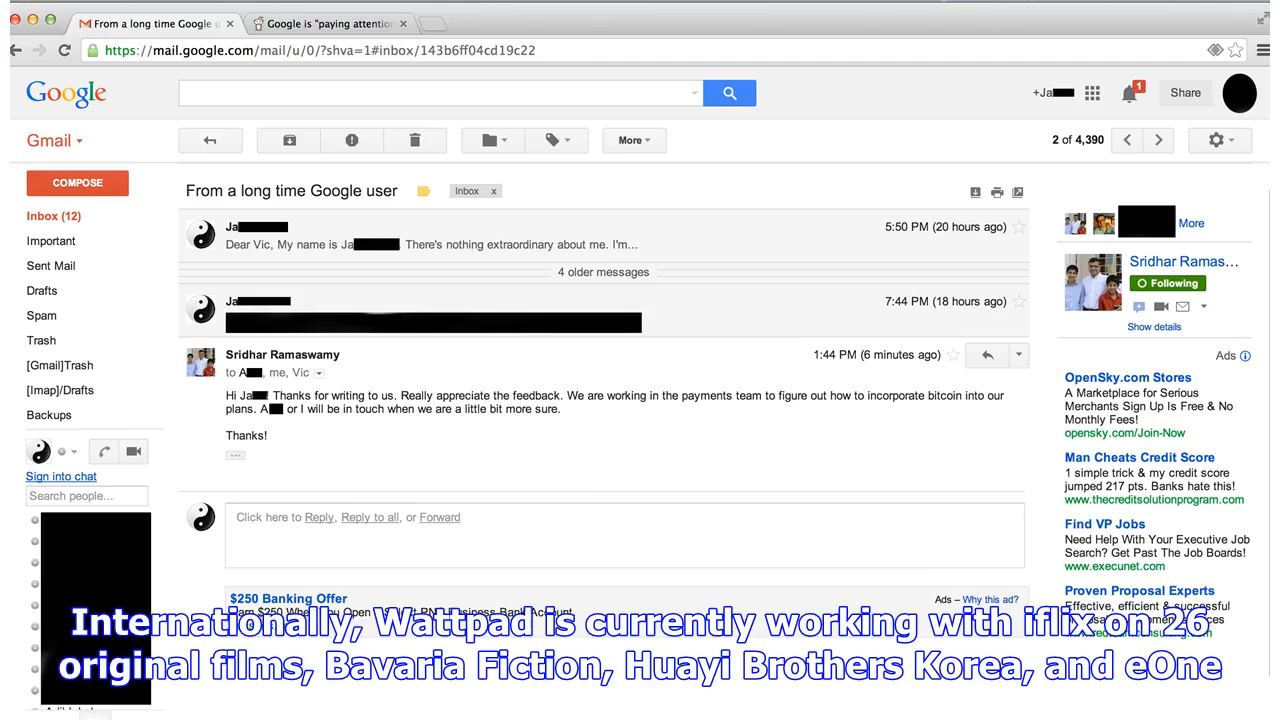 From a long time Google u
Google is "paying attention
https://mail.google.com/mail/u/0/?shva=1#inbox/143b6ff04cd19c22
Google
+Ja
1
Share
Gmail
More
2 of 4,390
COMPOSE
From a long time Google user
Inbox x
Inbox (12)
Important
Sent Mail
Drafts
Spam
Trash
[Gmail]Trash
[Imap]/Drafts
Backups
Sign into chat
Search people...
Ja
5:50 PM (20 hours ago)
Dear Vic, My name is Ja . There's nothing extraordinary about me. I'm...
4 older messages
Ja
7:44 PM (18 hours ago)
Sridhar Ramaswamy
1:44 PM (6 minutes ago)
to A , me, Vic
Hi Ja ! Thanks for writing to us. Really appreciate the feedback. We are working in the payments team to figure out how to incorporate bitcoin into our
plans. A or I will be in touch when we are a little bit more sure.
Thanks!
Click here to Reply, Reply to all, or Forward
$250 Banking Offer
Ads – Why this ad?
More
Sridhar Ramas...
Following
Show details
Ads
OpenSky.com Stores
A Marketplace for Serious
Merchants Sign Up Is Free & No
Monthly Fees!
opensky.com/Join-Now
Man Cheats Credit Score
1 simple trick & my credit score
jumped 217 pts. Banks hate this!
www.thecreditsolutionprogram.com
Find VP Jobs
Need Help With Your Executive Job
Search? Get Past The Job Boards!
www.execunet.com
Proven Proposal Experts
Effective, efficient & successful
Internationally, Wattpad is currently working with iflix on 26
original films, Bavaria Fiction, Huayi Brothers Korea, and eOne